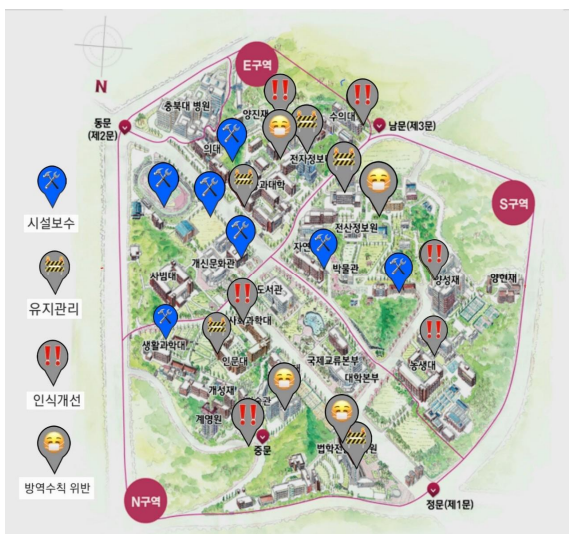 E구역
N
충북대 병원
양진재
수의대
동문
(제2문)
남문(제3문)
의대
전자정보
과대학
시설보수
S구역
전산정보원
자연
개신문화관
박물관
양성재
양현재
사범대
도서관
유지관리
사회과학대
생활과학대
국제교류본부
인문대
농생대
대학본부
인식개선
개성재
계영원
중문
법학전
원
방역수칙 위반
N구역
정문(제1문)